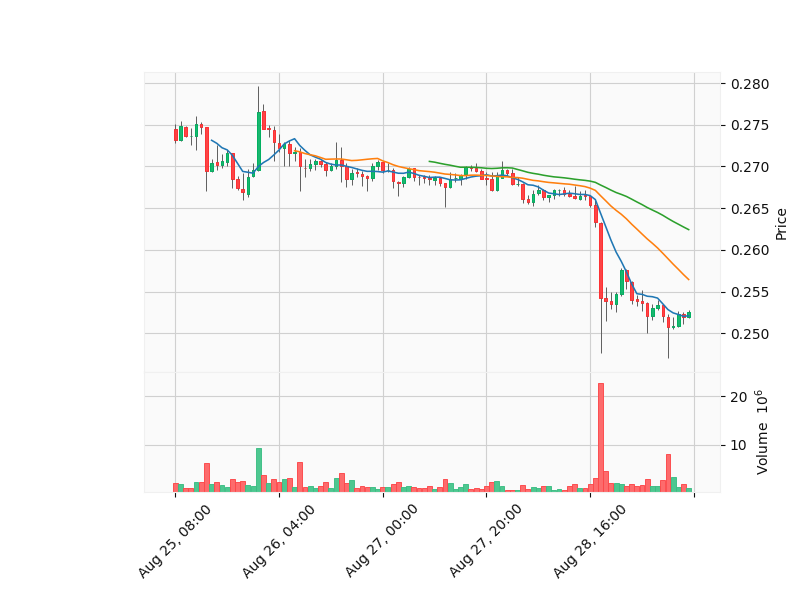 0.280
0.275
0.270
0.265
0.260
0.255
0.250
Price
20
10
Volume 10⁶
Aug 25, 08:00
Aug 26, 04:00
Aug 27, 00:00
Aug 27, 20:00
Aug 28, 16:00